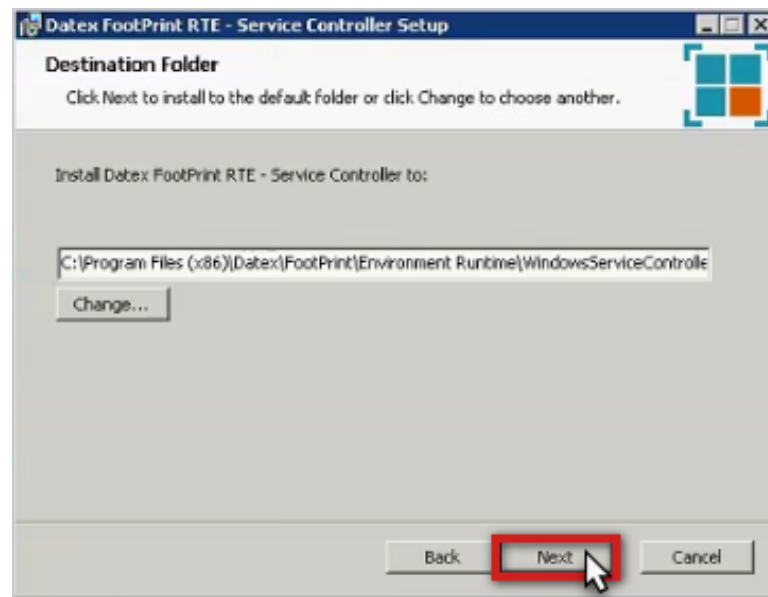 Datex FootPrint RTE - Service Controller Setup
Destination Folder
Click Next to install to the default folder or click Change to choose another.
Install Datex FootPrint RTE - Service Controller to:
C:\Program Files (x86)\Datex\FootPrint\Environment Runtime\WindowsServiceControlle
Change...
Back Next Cancel